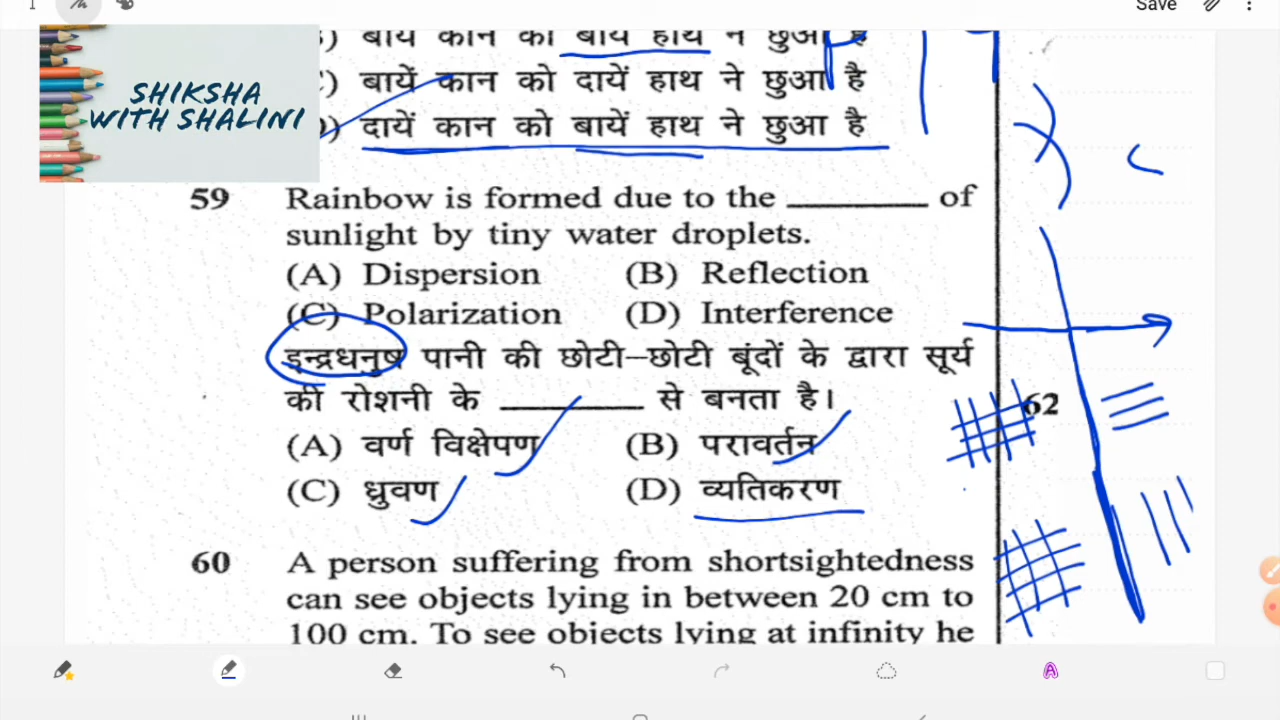 Save
SHIKSHA
WITH SHALINI
) बायें कान को बायें हाथ ने छुआ है
) बायें कान को दायें हाथ ने छुआ है
) दायें कान को बायें हाथ ने छुआ है
59 Rainbow is formed due to the ________ of
sunlight by tiny water droplets.
(A) Dispersion (B) Reflection
(C) Polarization (D) Interference
इन्द्रधनुष पानी की छोटी–छोटी बूंदों के द्वारा सूर्य
की रोशनी के ________ से बनता है।
62
(A) वर्ण विक्षेपण (B) परावर्तन
(C) ध्रुवण (D) व्यतिकरण
60 A person suffering from shortsightedness
can see objects lying in between 20 cm to
100 cm. To see objects lying at infinity he